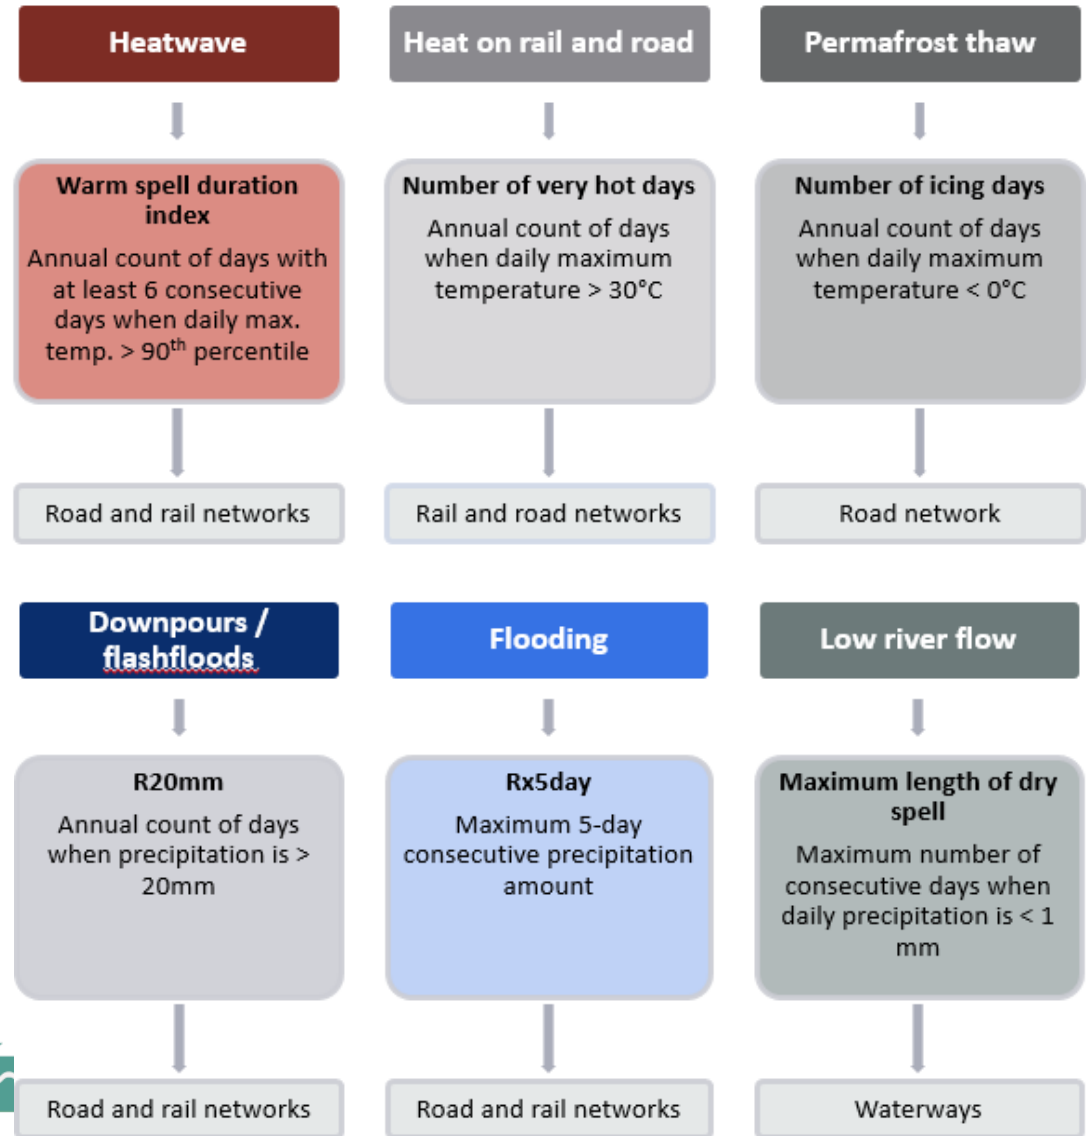 Heatwave
Warm spell duration
index
Annual count of days with
at least 6 consecutive
days when daily max.
temp. > 90th percentile
Road and rail networks
Heat on rail and road
Number of very hot days
Annual count of days
when daily maximum
temperature > 30°C
Rail and road networks
Permafrost thaw
Number of icing days
Annual count of days
when daily maximum
temperature < 0°C
Road network
Downpours /
flashfloods
R20mm
Annual count of days
when precipitation is >
20mm
Road and rail networks
Flooding
Rx5day
Maximum 5-day
consecutive precipitation
amount
Road and rail networks
Low river flow
Maximum length of dry
spell
Maximum number of
consecutive days when
daily precipitation is < 1
mm
Waterways